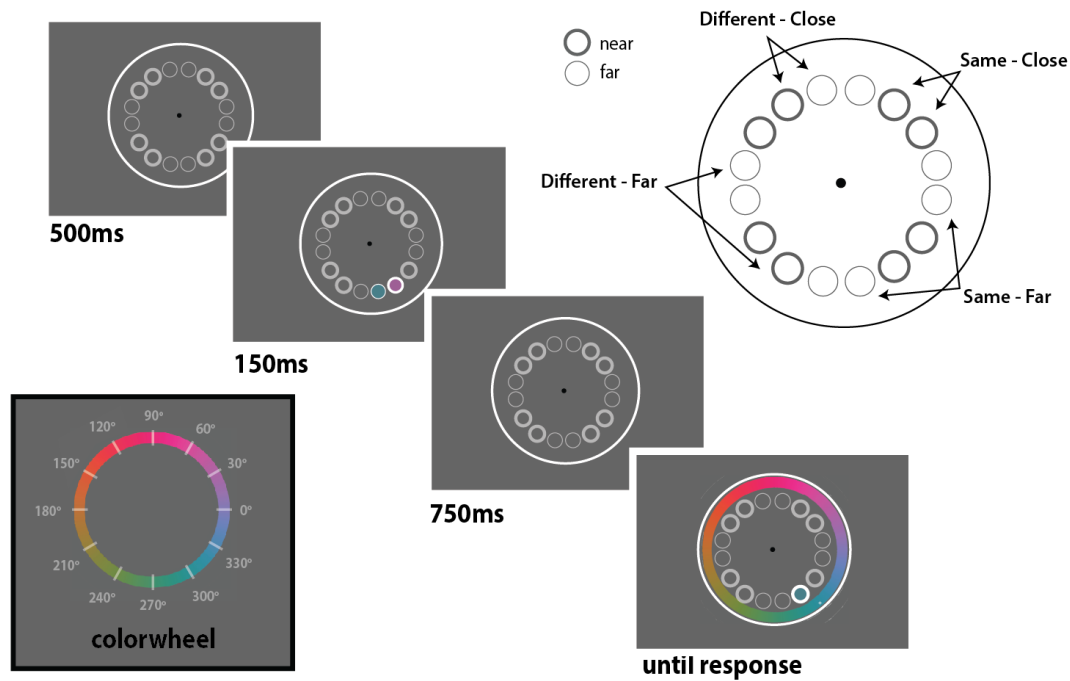 Different - Close
near
far
Same - Close
Different - Far
Same - Far
500ms
150ms
750ms
until response
90°
120°
60°
150°
30°
180°
0°
210°
330°
240°
300°
270°
colorwheel